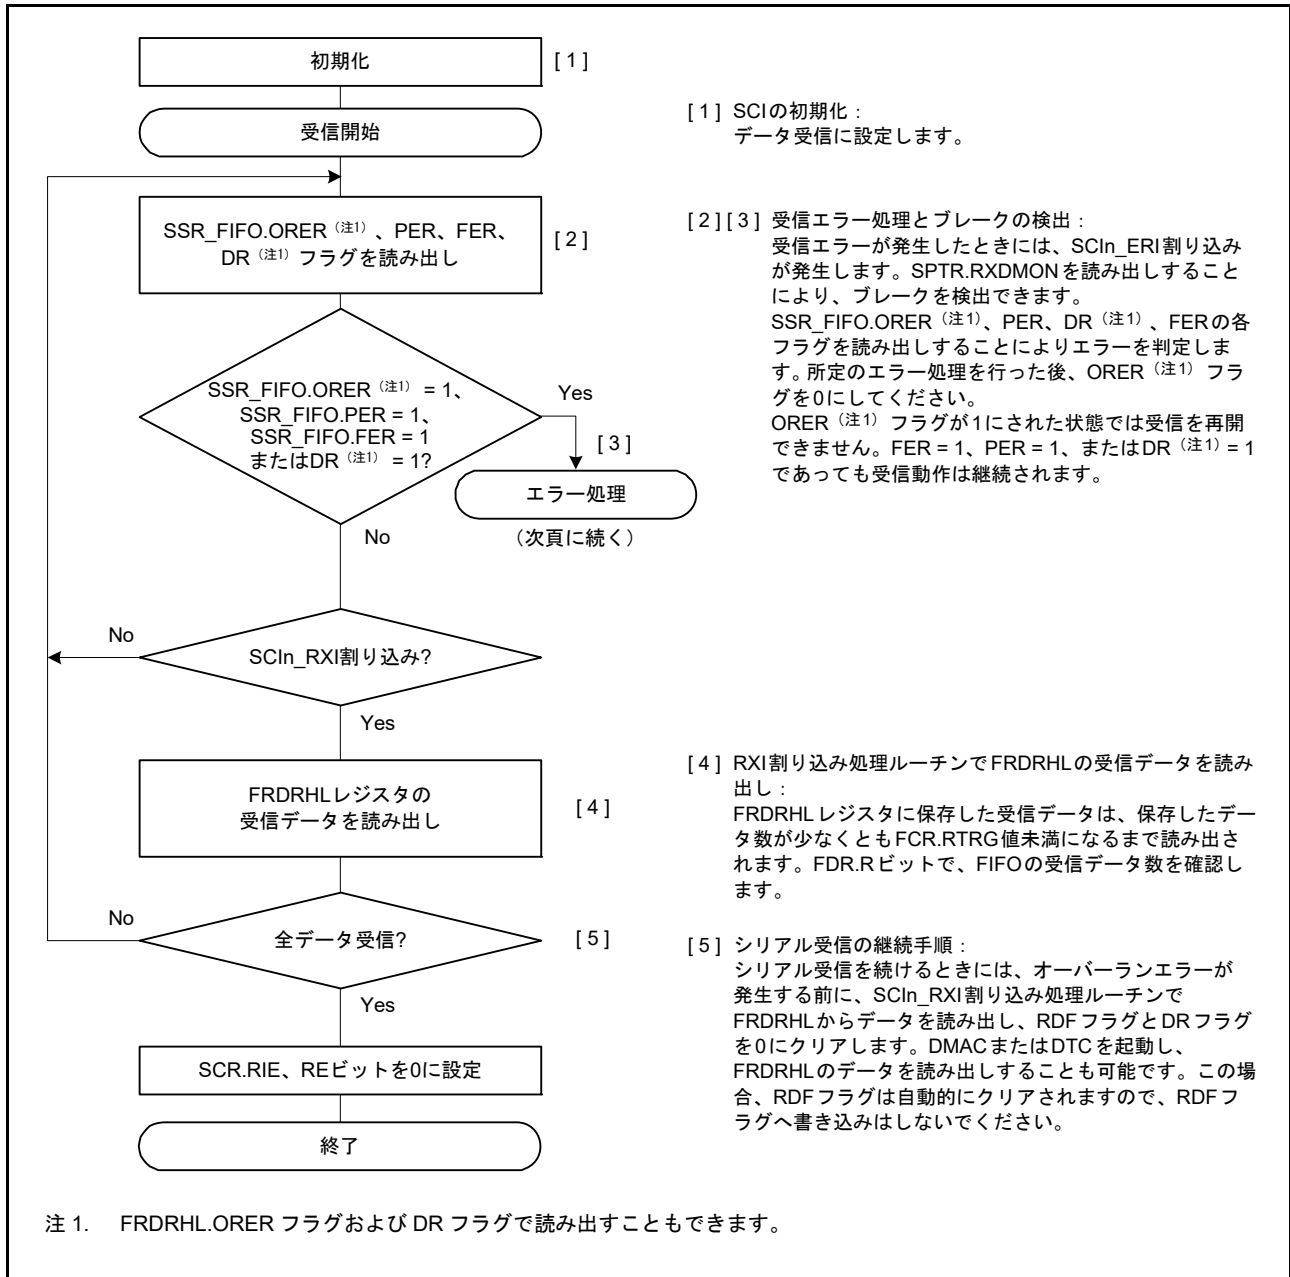 初期化
[ 1 ]
受信開始
SSR_FIFO.ORER（注1）、PER、FER、
DR（注1）フラグを読み出し
[ 2 ]
SSR_FIFO.ORER（注1）= 1、
SSR_FIFO.PER = 1、
SSR_FIFO.FER = 1
またはDR（注1）= 1?
Yes
[ 3 ]
エラー処理
（次頁に続く）
No
No
SCIn_RXI割り込み?
Yes
FRDRHLレジスタの
受信データを読み出し
[ 4 ]
No
全データ受信?
[ 5 ]
Yes
SCR.RIE、REビットを0に設定
終了
[ 1 ] SCIの初期化：
データ受信に設定します。
[ 2 ] [ 3 ] 受信エラー処理とブレークの検出：
受信エラーが発生したときには、SCIn_ERI割り込み
が発生します。SPTR.RXDMONを読み出しすること
により、ブレークを検出できます。
SSR_FIFO.ORER（注1）、PER、DR（注1）、FERの各
フラグを読み出しすることによりエラーを判定しま
す。所定のエラー処理を行った後、ORER（注1）フラ
グを0にしてください。
ORER（注1）フラグが1にされた状態では受信を再開
できません。FER = 1、PER = 1、またはDR（注1）= 1
であっても受信動作は継続されます。
[ 4 ] RXI割り込み処理ルーチンでFRDRHLの受信データを読み
出し：
FRDRHLレジスタに保存した受信データは、保存したデー
タ数が少なくともFCR.RTRG値未満になるまで読み出さ
れます。FDR.Rビットで、FIFOの受信データ数を確認し
ます。
[ 5 ] シリアル受信の継続手順：
シリアル受信を続けるときには、オーバーランエラーが
発生する前に、SCIn_RXI割り込み処理ルーチンで
FRDRHLからデータを読み出し、RDFフラグとDRフラグ
を0にクリアします。DMACまたはDTCを起動し、
FRDRHLのデータを読み出しすることも可能です。この場
合、RDFフラグは自動的にクリアされますので、RDFフ
ラグへ書き込みはしないでください。
注 1. FRDRHL.ORER フラグおよび DR フラグで読み出すこともできます。